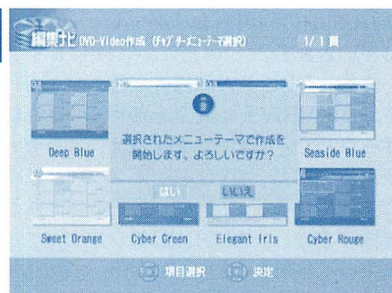 編集ナビ DVD-Video作成（チャプターメニューテーマ選択） 1/ 1 頁
選択されたメニューテーマで作成を
開始します。よろしいですか？
はい いいえ
Deep Blue Seaside Blue
Sweet Orange Cyber Green Elegant Iris Cyber Rouge
項目選択 決定